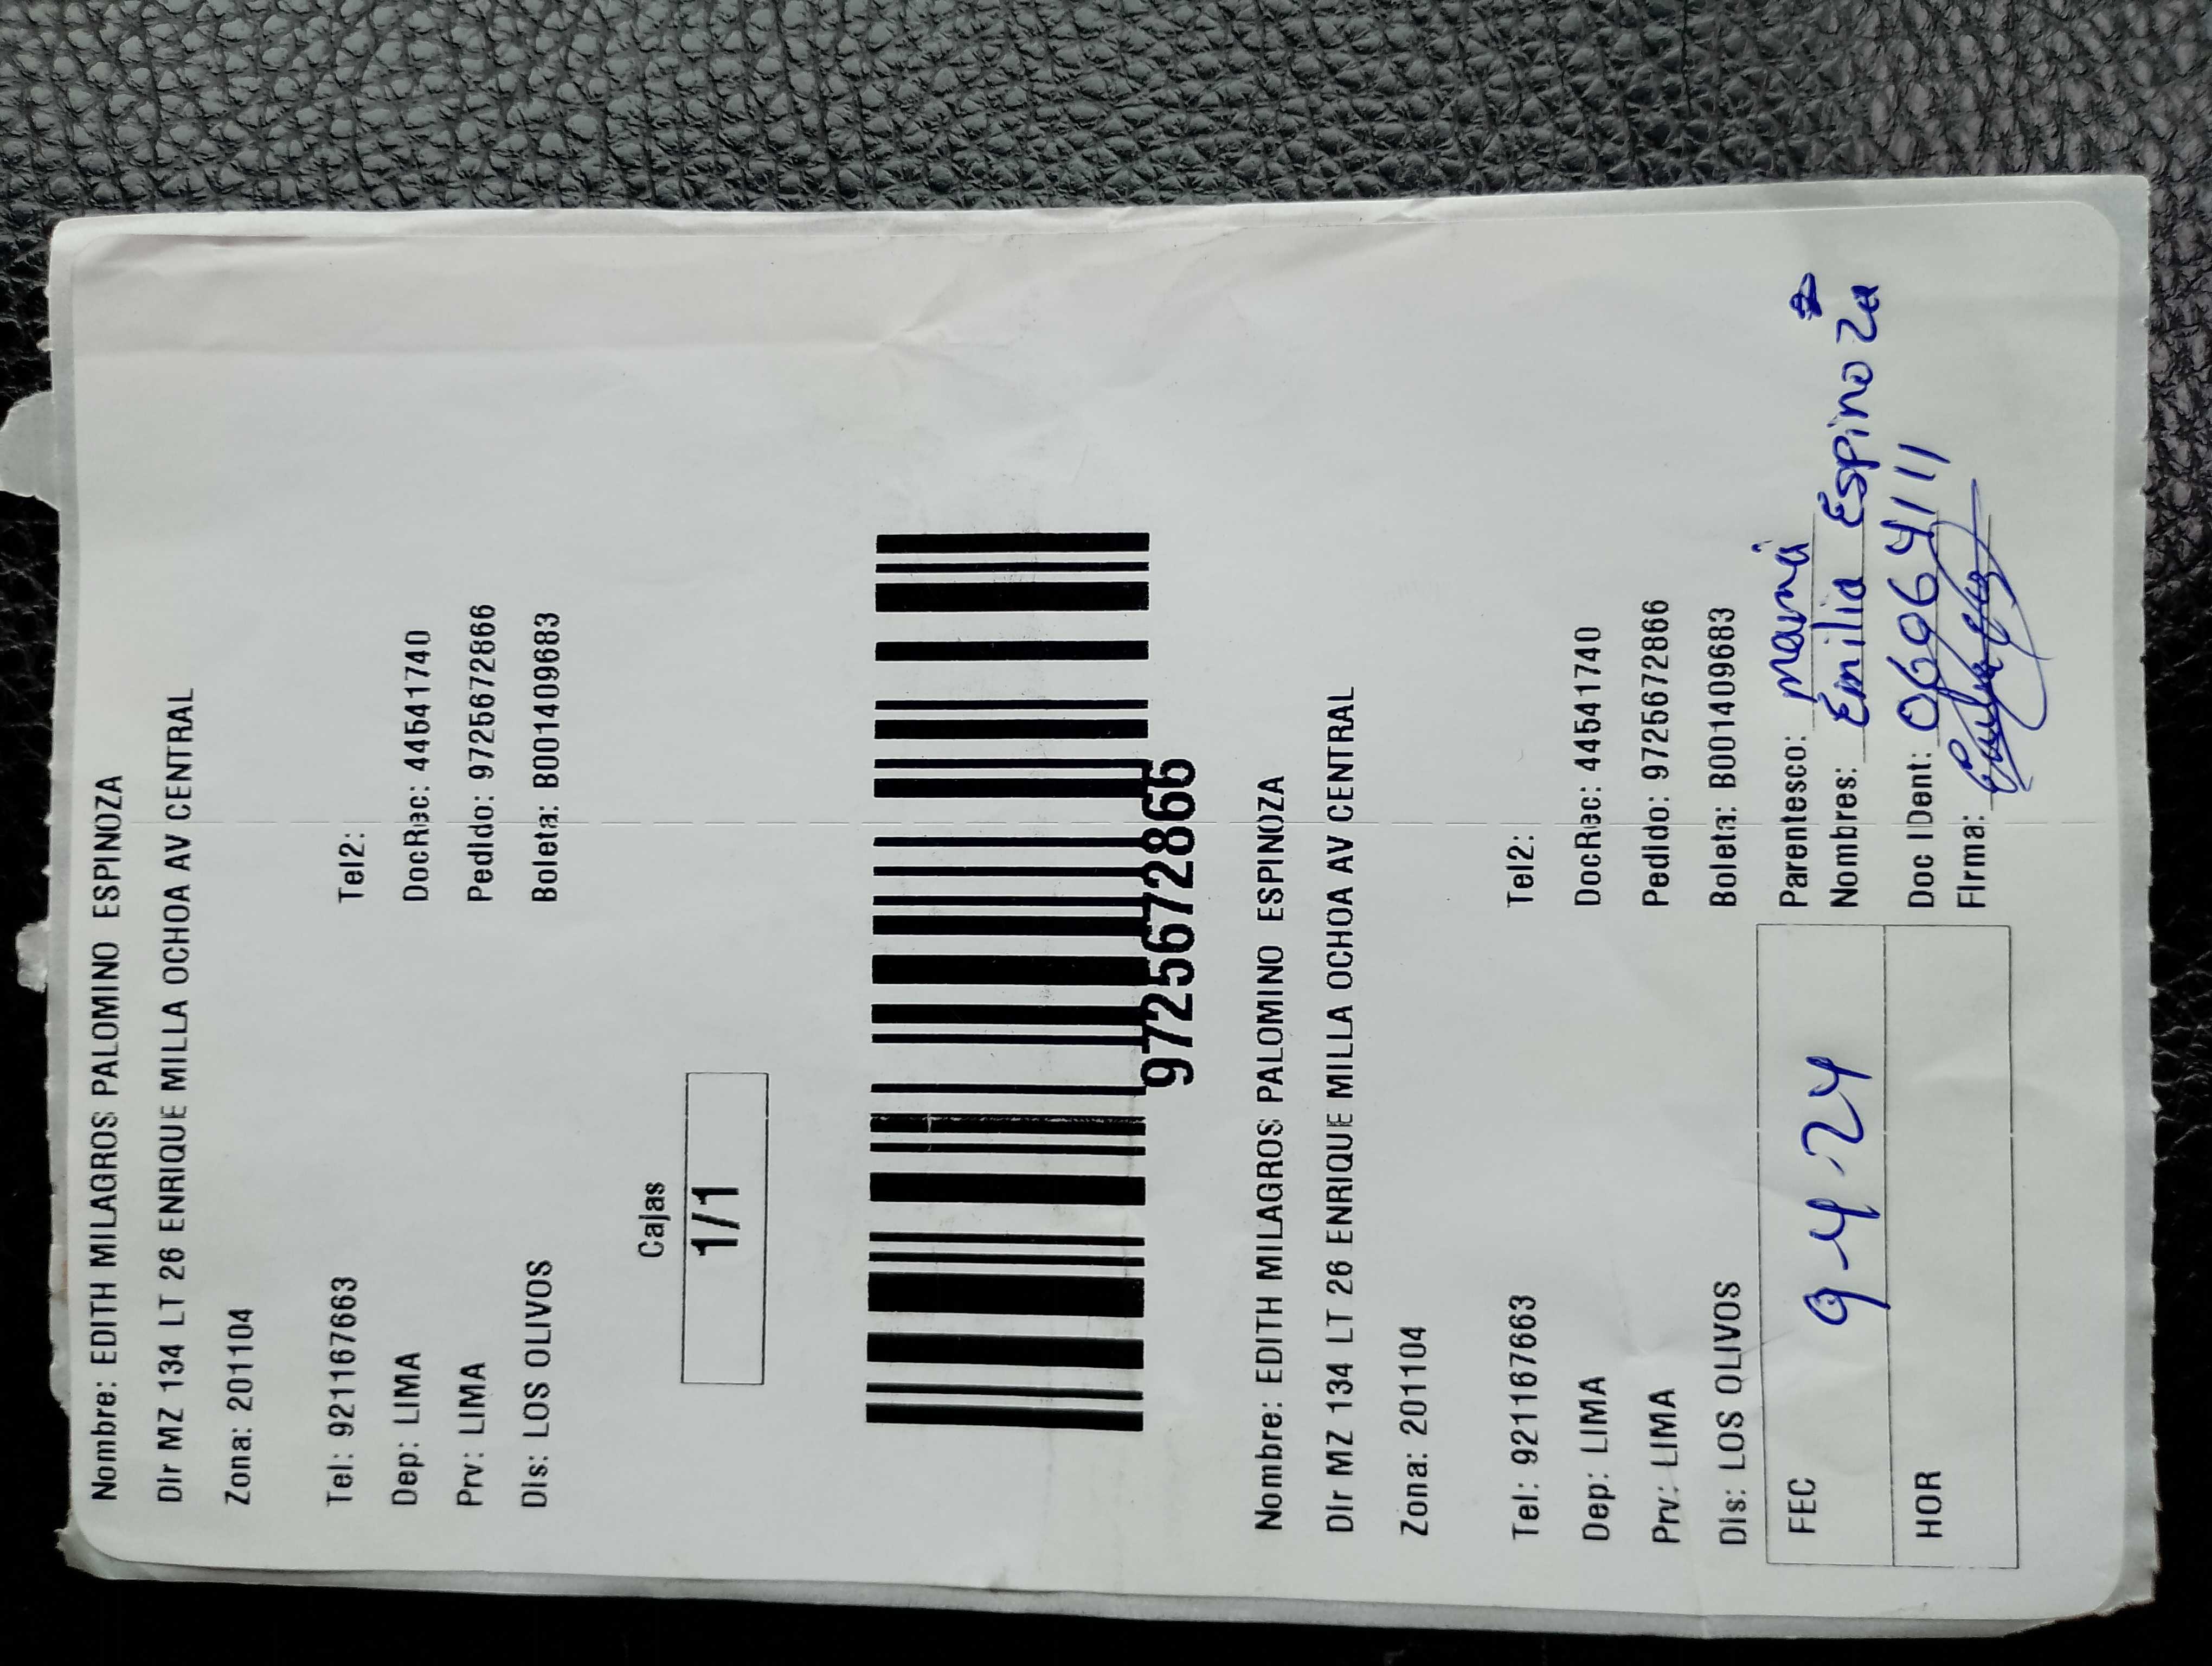 Nombre: EDITH MILAGROS PALOMINO ESPINOZA
DIr MZ 134 LT 26 ENRIQUE MILLA OCHOA AV CENTRAL
Zona: 201104
Tel: 921167663 Tel2:
Dep: LIMA DocRec: 44541740
Prv: LIMA Pedido: 97256672866
Dis: LOS OLIVOS Boleta: B001409683
Cajas
1/1
97256672866
Nombre: EDITH MILAGROS PALOMINO ESPINOZA
DIr MZ 134 LT 26 ENRIQUE MILLA OCHOA AV CENTRAL
Zona: 201104
Tel: 921167663 Tel2:
Dep: LIMA DocRec: 44541740
Prv: LIMA Pedido: 97256672866
Dis: LOS OLIVOS Boleta: B001409683
FEC 9-4-24 Parentesco: mamá
Nombres: Emilia Espinoza
HOR Doc IDent: 06964111
FIrma: